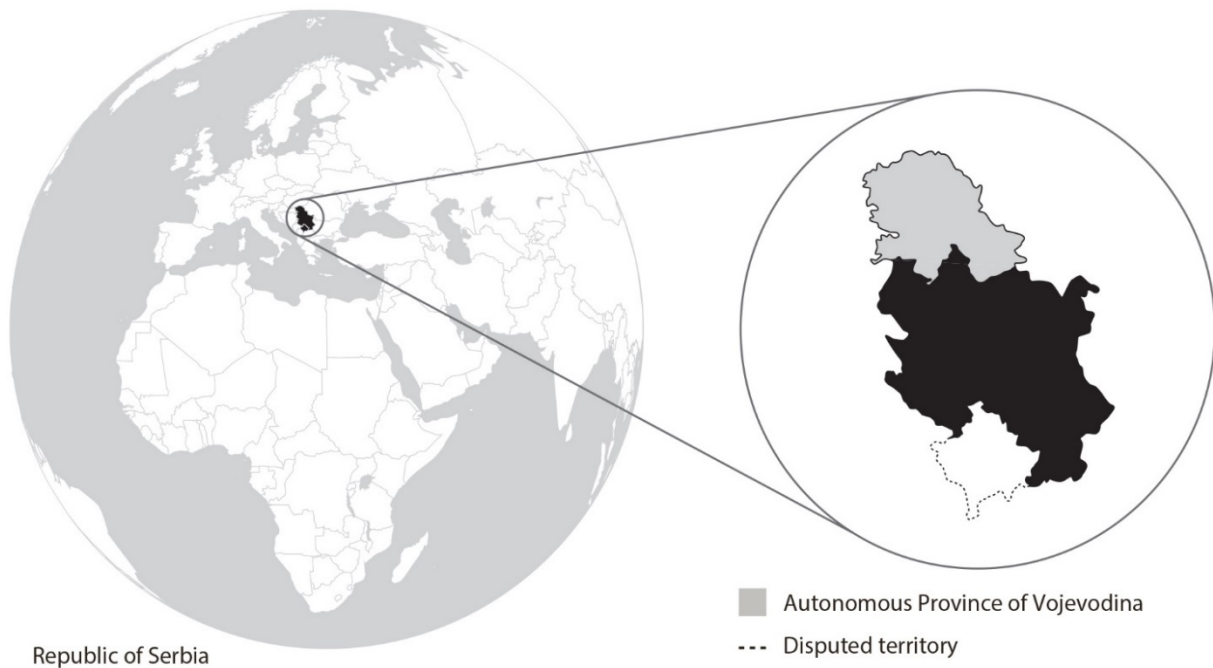 Autonomous Province of Vojevodina
Disputed territory
Republic of Serbia